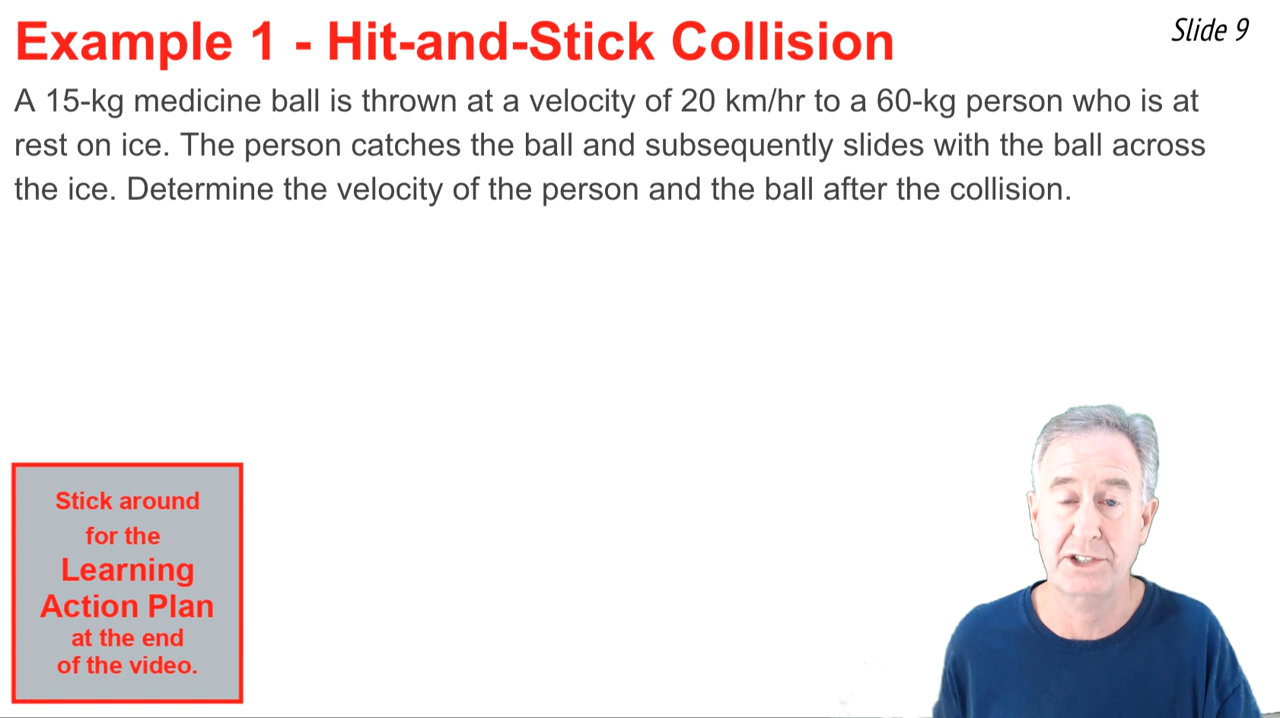 Example 1 - Hit-and-Stick Collision
Slide 9
A 15-kg medicine ball is thrown at a velocity of 20 km/hr to a 60-kg person who is at
rest on ice. The person catches the ball and subsequently slides with the ball across
the ice. Determine the velocity of the person and the ball after the collision.
Stick around
for the
Learning
Action Plan
at the end
of the video.